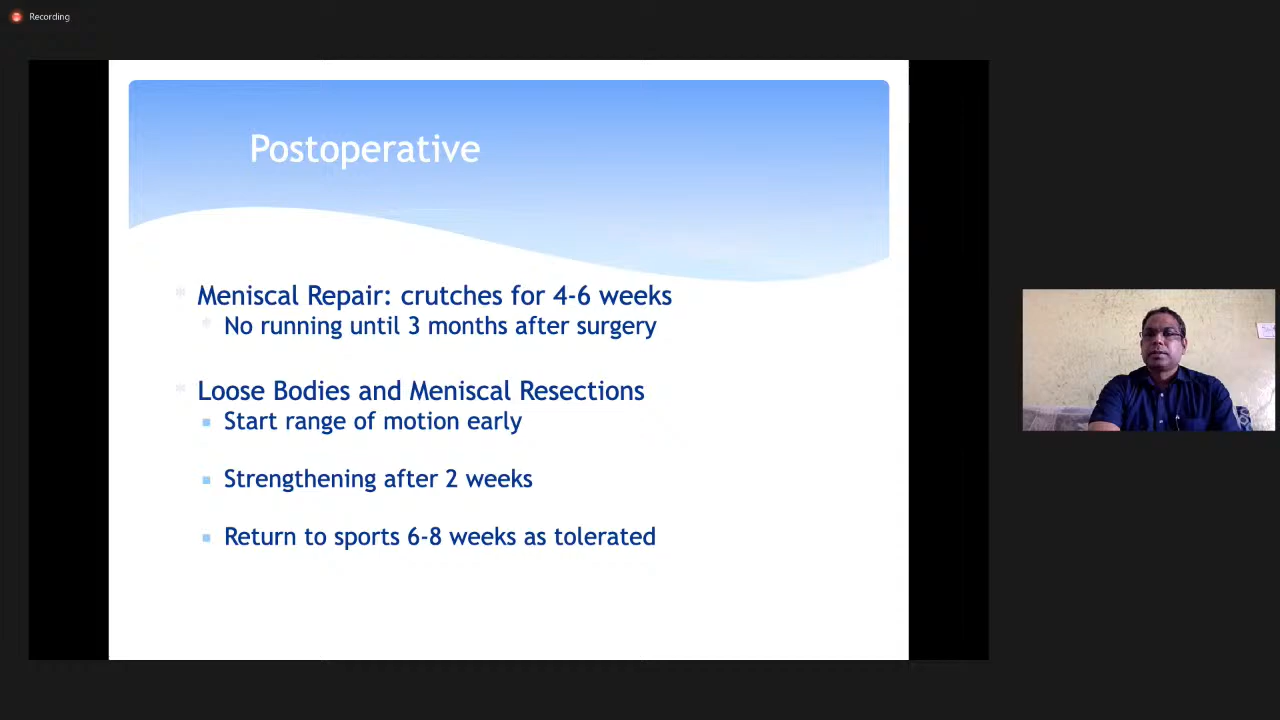 Recording
Postoperative
* Meniscal Repair: crutches for 4-6 weeks
* No running until 3 months after surgery
* Loose Bodies and Meniscal Resections
▪ Start range of motion early
▪ Strengthening after 2 weeks
▪ Return to sports 6-8 weeks as tolerated